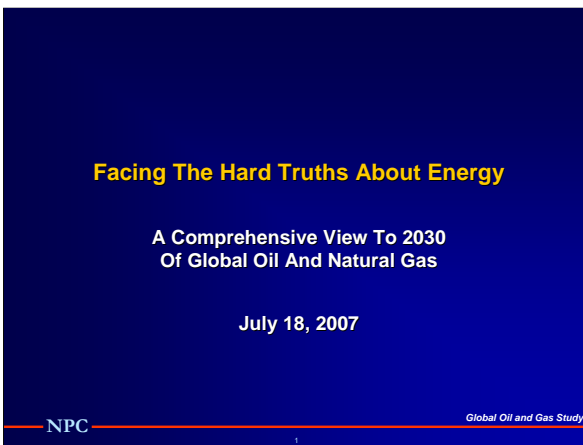 Facing The Hard Truths About Energy
A Comprehensive View To 2030
Of Global Oil And Natural Gas
July 18, 2007
Global Oil and Gas Study
NPC
1